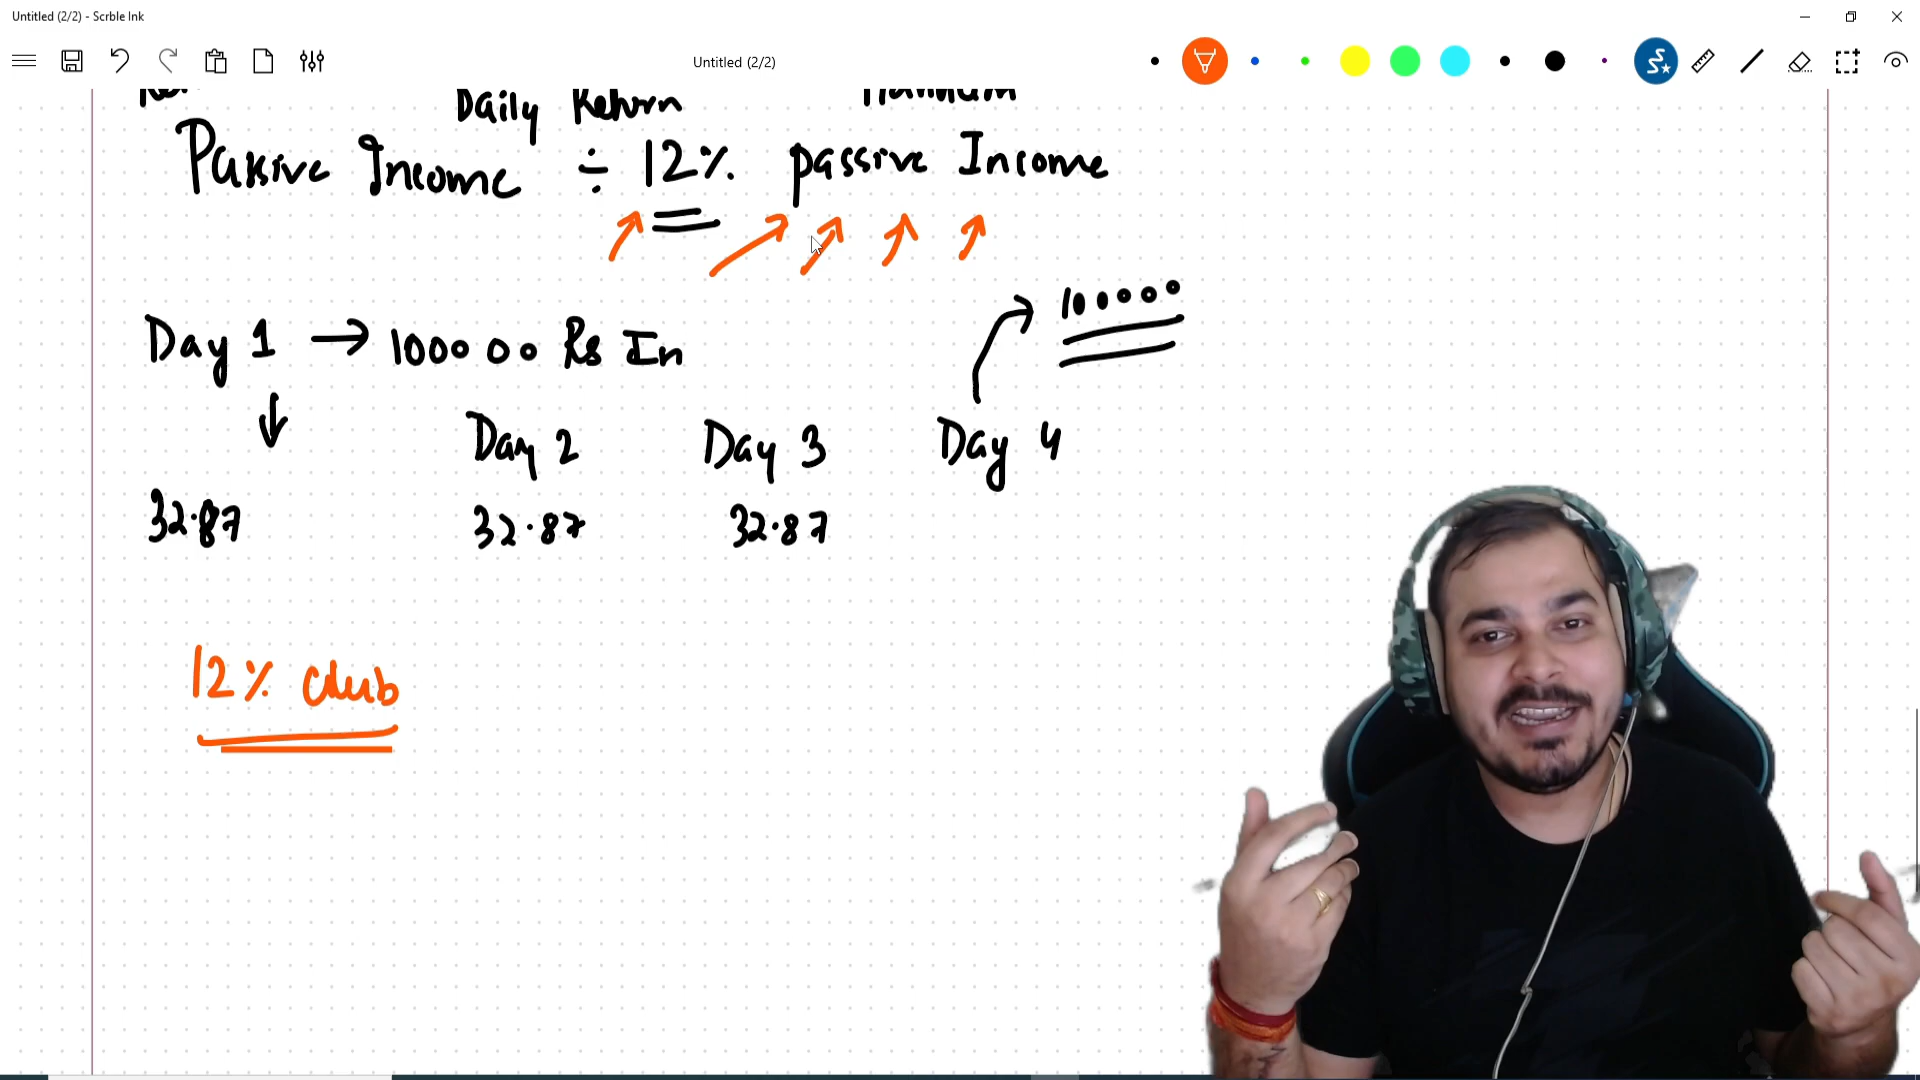 Untitled (2/2) - Scrble Ink
Untitled (2/2)
Daily Return
Passive Income ÷ 12% passive Income
100000
Day 1 → 100000 Rs In
Day 2 Day 3 Day 4
32.87 32.87 32.87
12% Club